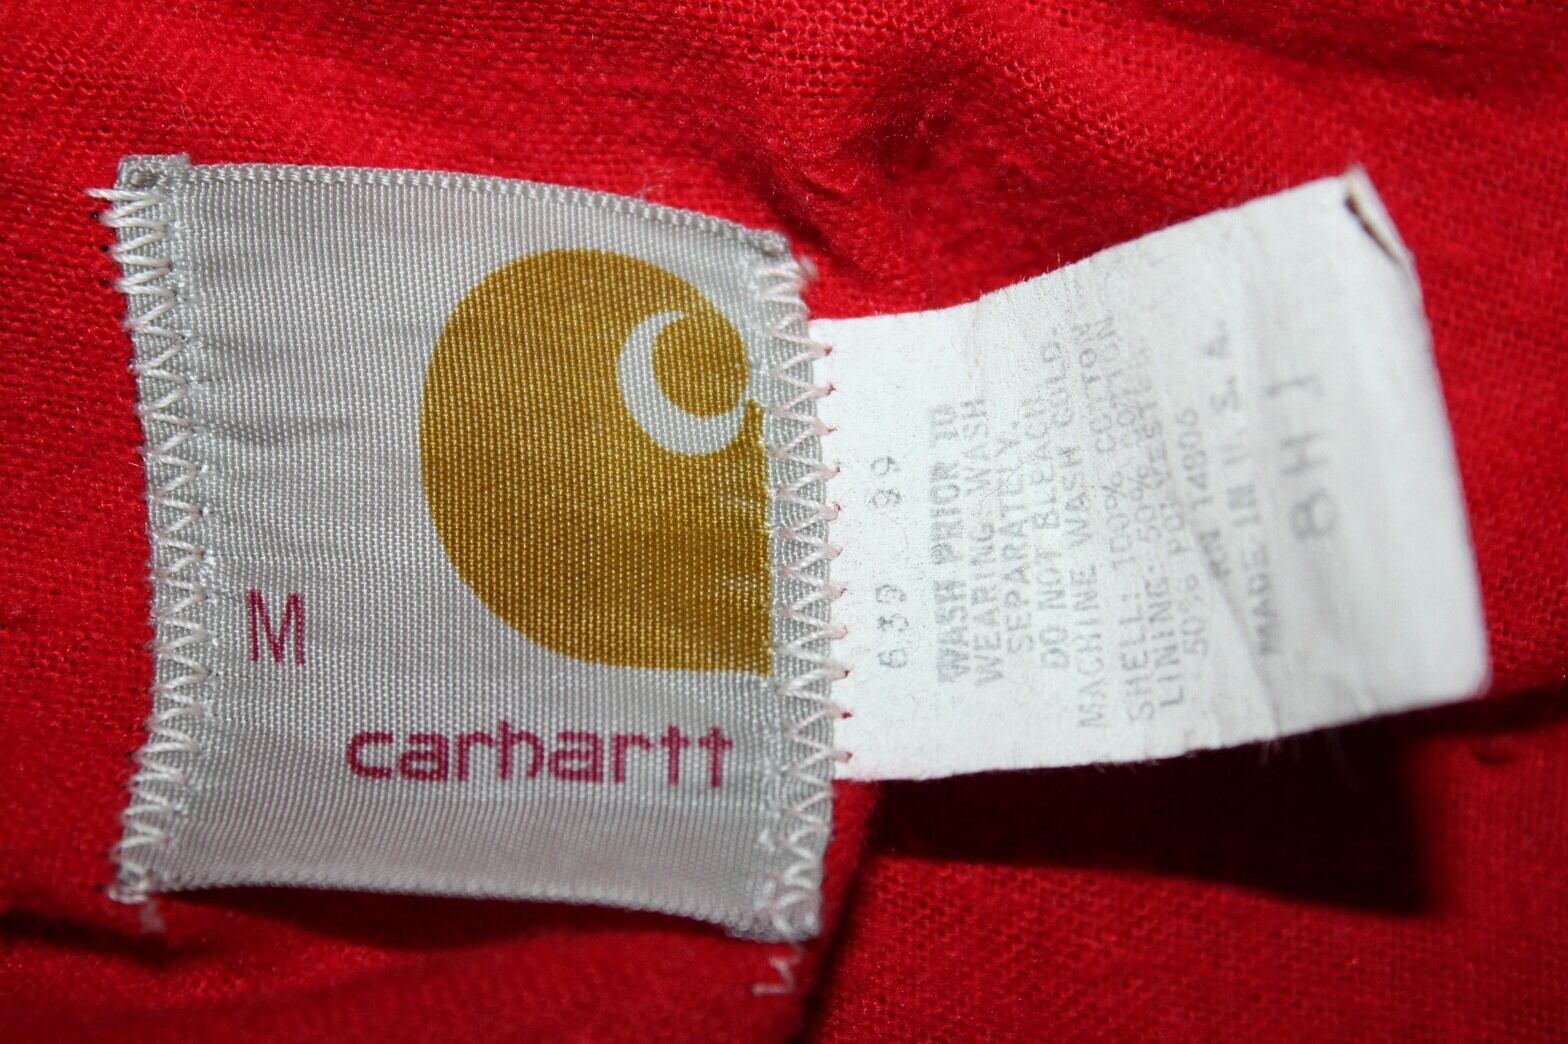 M
carhartt
639 99
WASH PRIOR TO
WEARING. WASH
SEPARATELY.
DO NOT BLEACH.
MACHINE WASH COLD.
SHELL: 100% COTTON
LINING: 50% COTTON
50% POLYESTER
RN 14806
MADE IN U.S.A.
8HJ